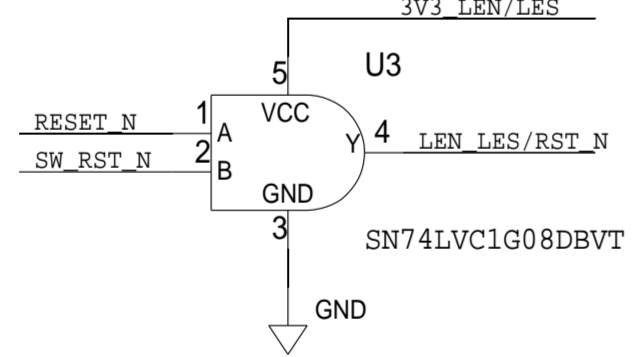 3V3_LEN/LES
5
U3
1
VCC
RESET_N
A
Y
4
LEN_LES/RST_N
2
SW_RST_N
B
GND
3
SN74LVC1G08DBVT
GND